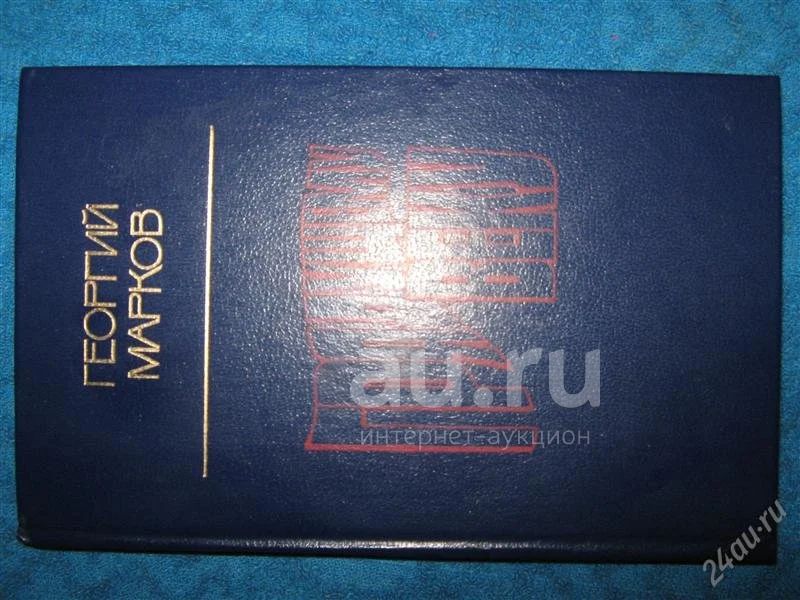 ГЕОРГИЙ
МАРКОВ
au.ru
интернет-аукцион
24au.ru